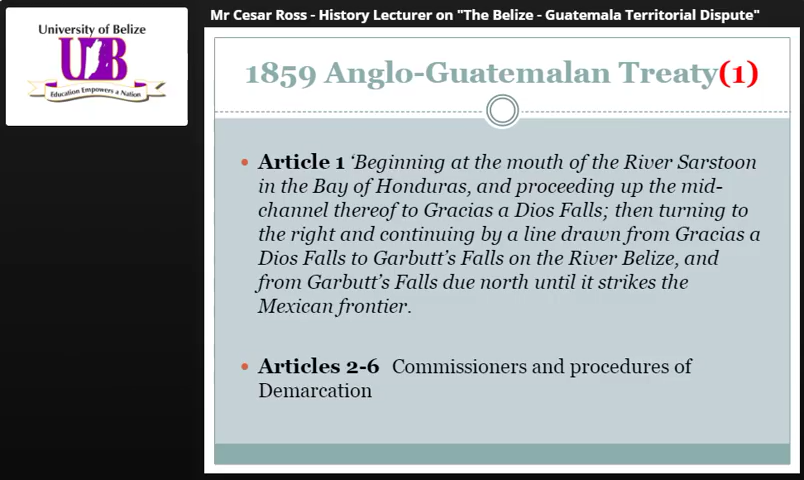 Mr Cesar Ross - History Lecturer on "The Belize - Guatemala Territorial Dispute"
University of Belize
UB
Education Empowers a Nation
1859 Anglo-Guatemalan Treaty(1)
• Article 1 ‘Beginning at the mouth of the River Sarstoon
in the Bay of Honduras, and proceeding up the mid-
channel thereof to Gracias a Dios Falls; then turning to
the right and continuing by a line drawn from Gracias a
Dios Falls to Garbutt’s Falls on the River Belize, and
from Garbutt’s Falls due north until it strikes the
Mexican frontier.
• Articles 2-6 Commissioners and procedures of
Demarcation